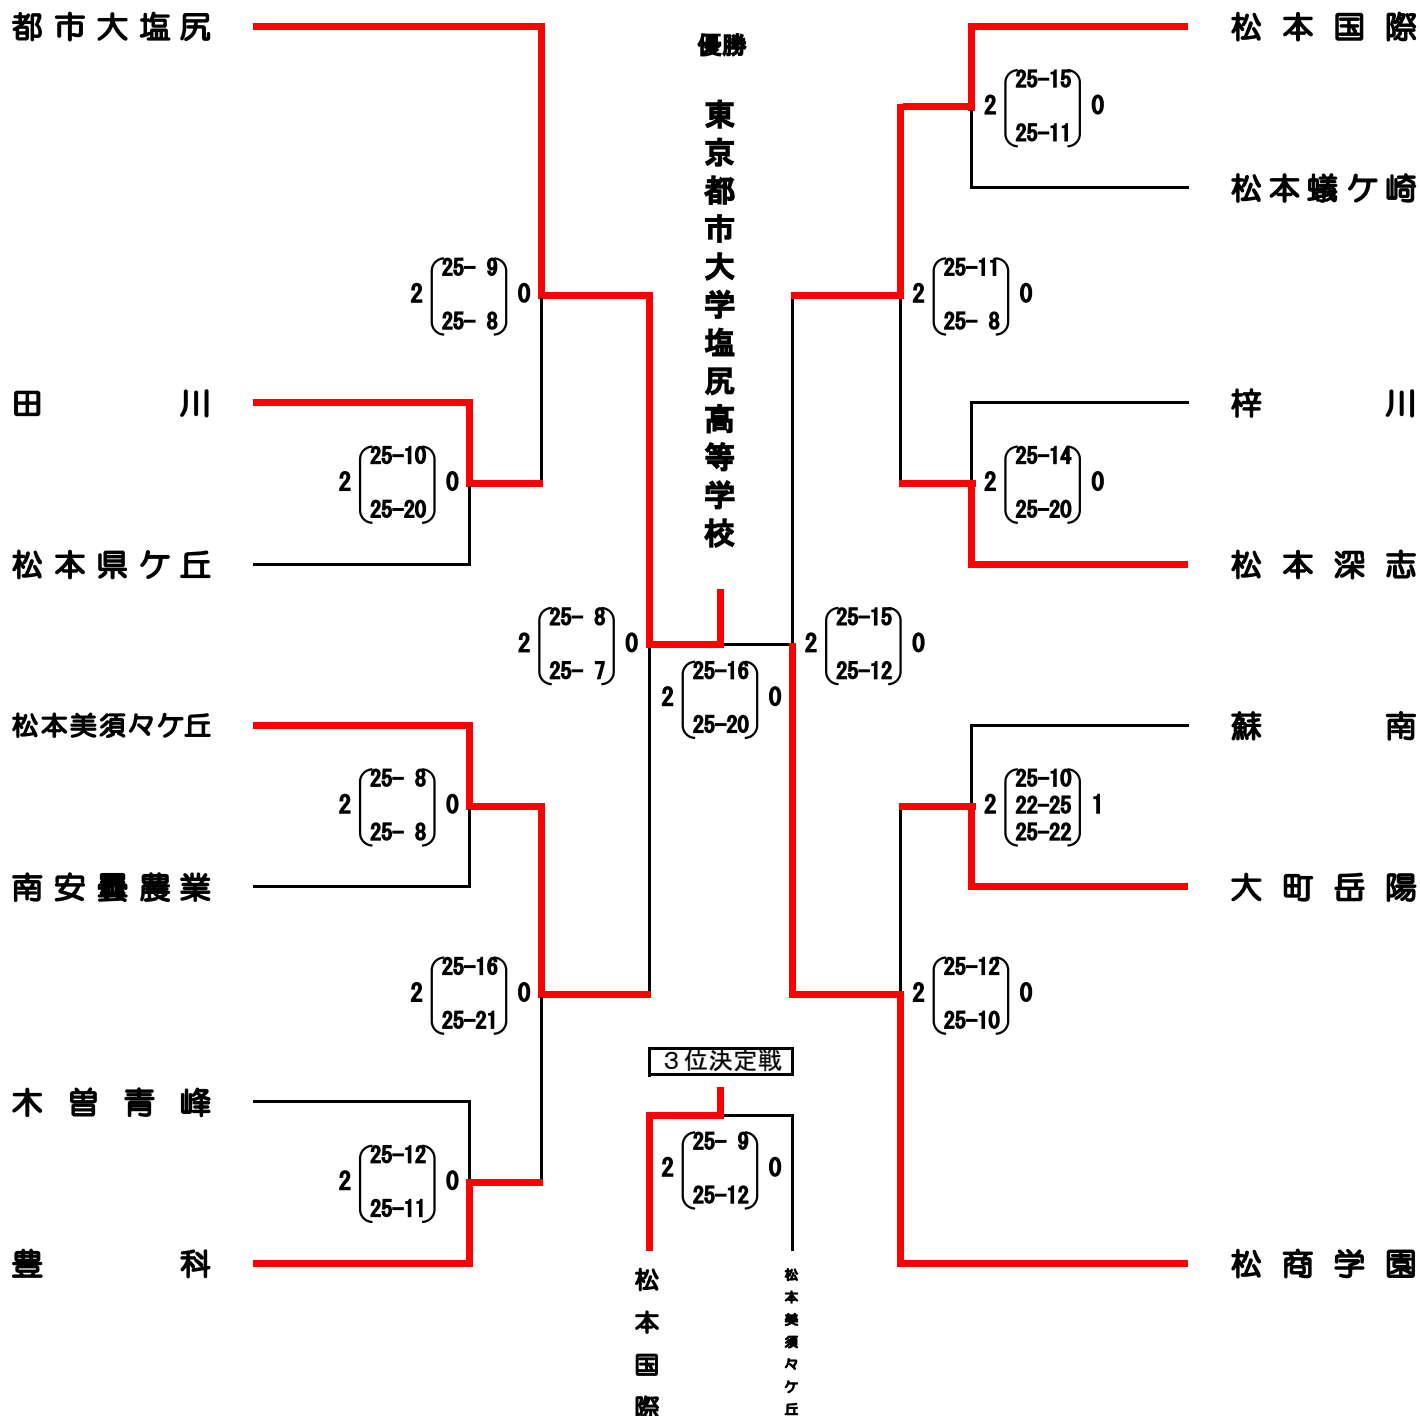 都市大塩尻
2 25- 9 0
25- 8
田川
2 25-10 0
25-20
松本県ケ丘
2 25- 8 0
25- 7
松本美須々ケ丘
2 25- 8 0
25- 8
南安曇農業
2 25-16 0
25-21
木曽青峰
2 25-12 0
25-11
豊科
優勝
東京都市大学塩尻高等学校
2 25-16 0
25-20
3位決定戦
2 25- 9 0
25-12
松本国際
松本美須々ケ丘
松本国際
2 25-15 0
25-11
松本蟻ケ崎
2 25-11 0
25- 8
梓川
2 25-14 0
25-20
松本深志
2 25-15 0
25-12
蘇南
2 25-10 1
22-25
25-22
大町岳陽
2 25-12 0
25-10
松商学園